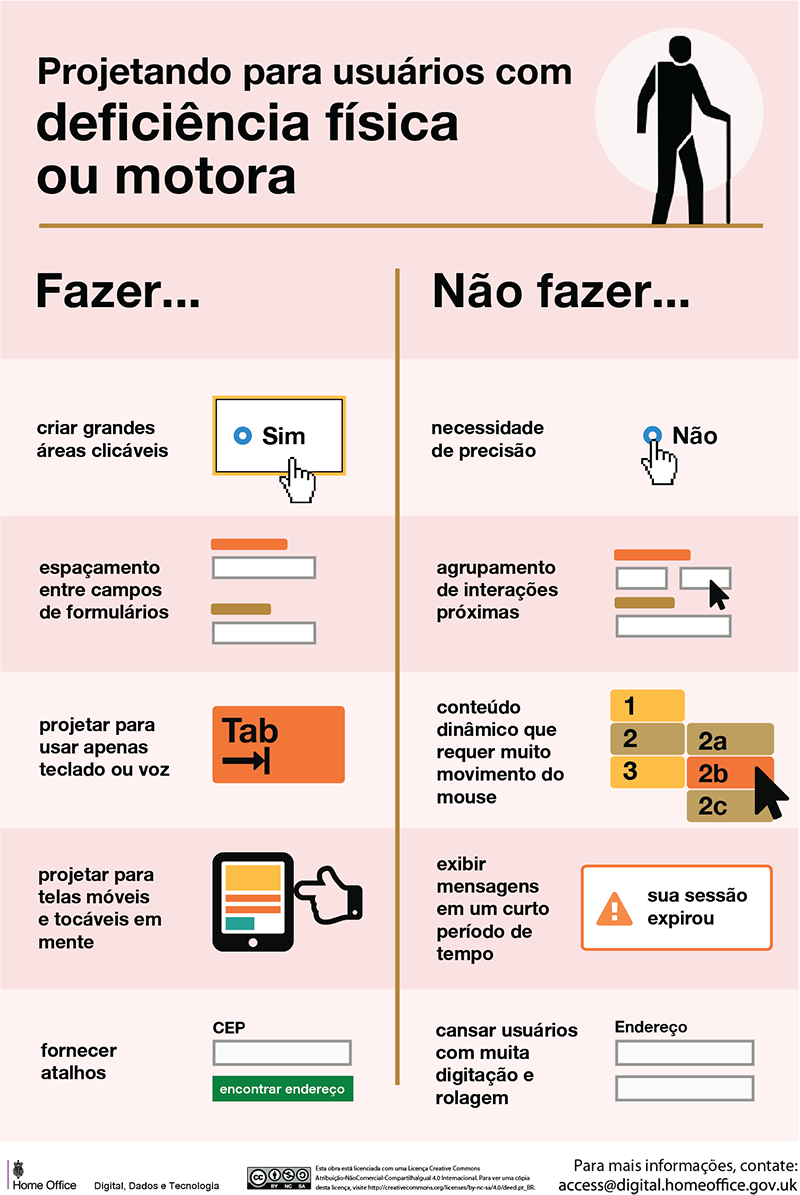 Projetando para usuários com
deficiência física
ou motora
Fazer...
Não fazer...
criar grandes
áreas clicáveis
Sim
necessidade
de precisão
Não
espaçamento
entre campos
de formulários
agrupamento
de interações
próximas
projetar para
usar apenas
teclado ou voz
Tab
conteúdo
dinâmico que
requer muito
movimento do
mouse
1
2
3
2a
2b
2c
projetar para
telas móveis
e tocáveis em
mente
exibir
mensagens
em um curto
período de
tempo
sua sessão
expirou
fornecer
atalhos
CEP
encontrar endereço
cansar usuários
com muita
digitação e
rolagem
Endereço
Home Office
Digital, Dados e Tecnologia
CC BY NC SA
Esta obra está licenciada com uma Licença Creative Commons
Atribuição-NãoComercial-CompartilhaIgual 4.0 Internacional. Para ver uma cópia
desta licença, visite http://creativecommons.org/licenses/by-nc-sa/4.0/deed.pt_BR.
Para mais informações, contate:
access@digital.homeoffice.gov.uk